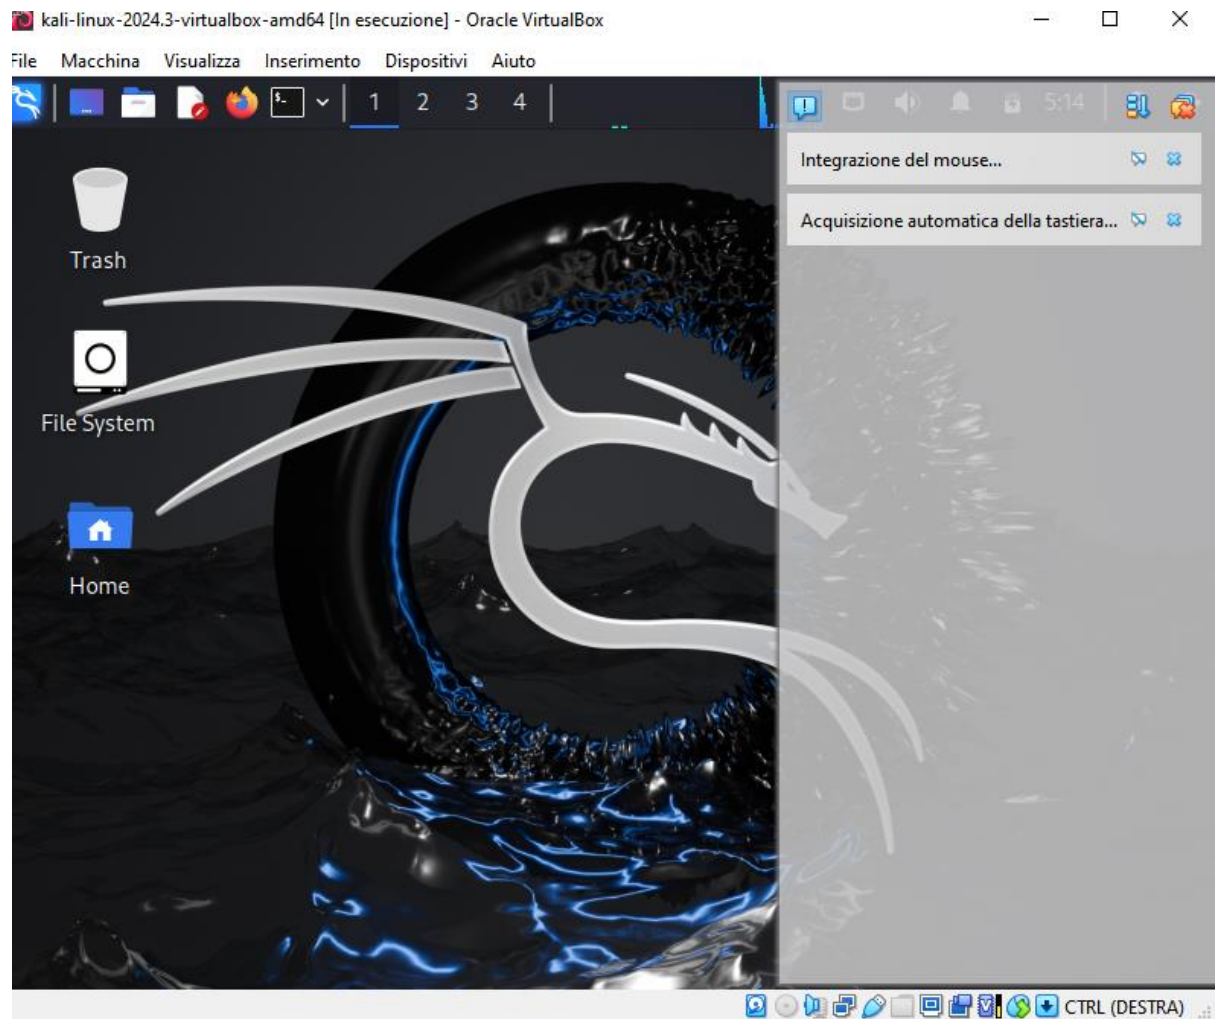 kali-linux-2024.3-virtualbox-amd64 [In esecuzione] - Oracle VirtualBox
File Macchina Visualizza Inserimento Dispositivi Aiuto
1 2 3 4 5:14
Integrazione del mouse...
Acquisizione automatica della tastiera...
Trash
File System
Home
CTRL (DESTRA)